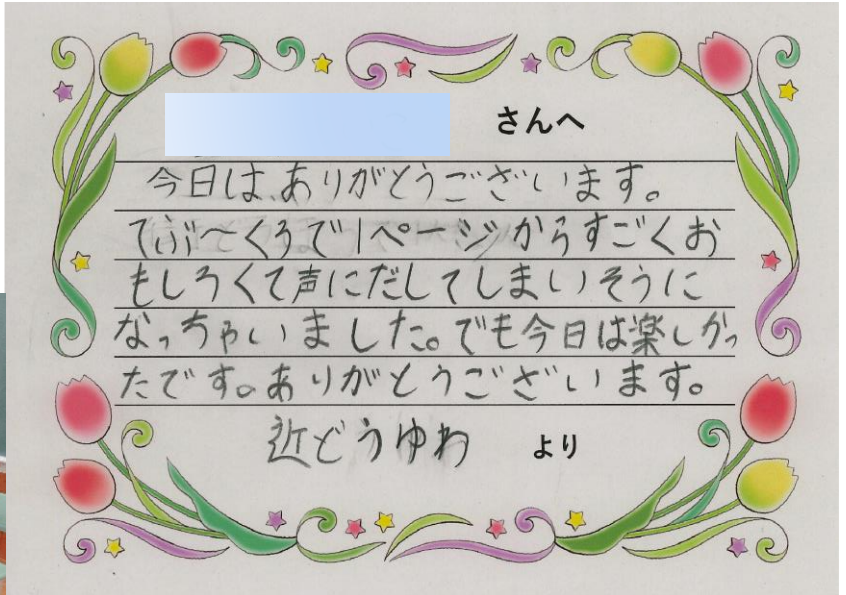 さんへ
今日は、ありがとうございます。
てぶ～くろで1ページからすごくお
もしろくて声にだしてしまいそうに
なっちゃいました。でも今日は楽しかっ
たです。ありがとうございます。
近どうゆわ より